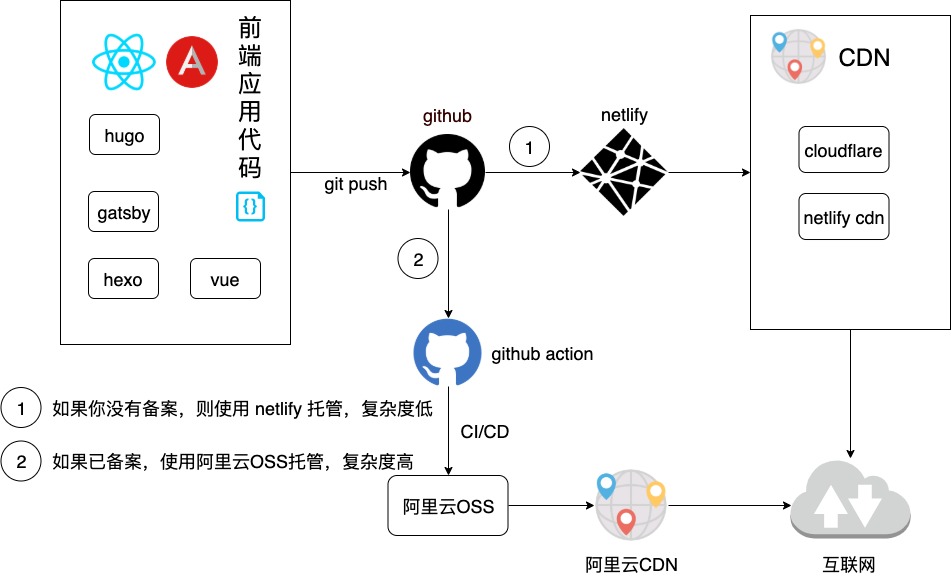 前端应用代码
hugo
gatsby
hexo
vue
git push
github
1
netlify
CDN
cloudflare
netlify cdn
2
github action
1 如果你没有备案，则使用 netlify 托管，复杂度低
CI/CD
2 如果已备案，使用阿里云OSS托管，复杂度高
阿里云OSS
阿里云CDN
互联网